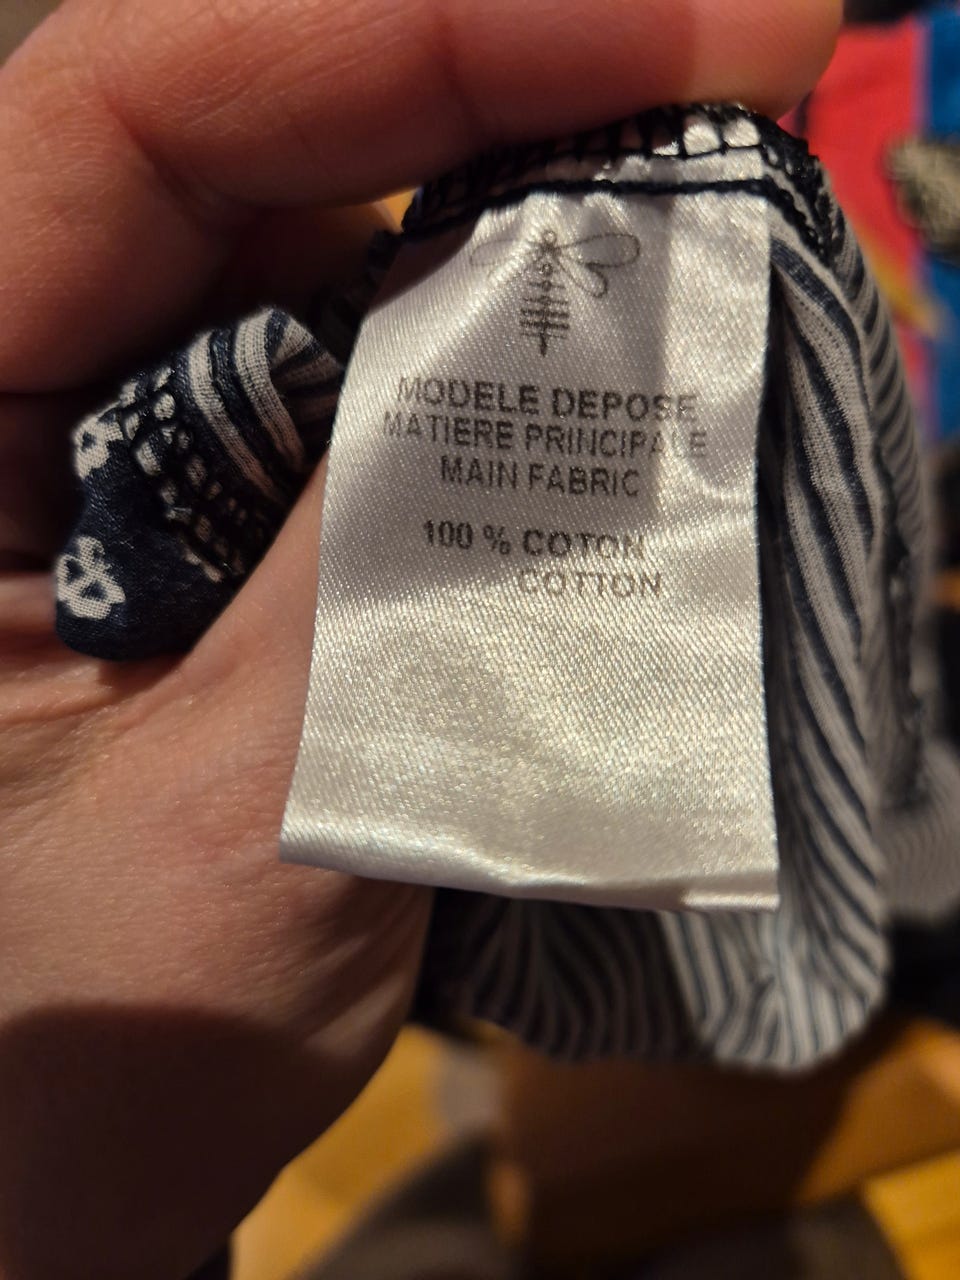 MODELE DEPOSE
MATIERE PRINCIPALE
MAIN FABRIC
100 % COTON
COTTON